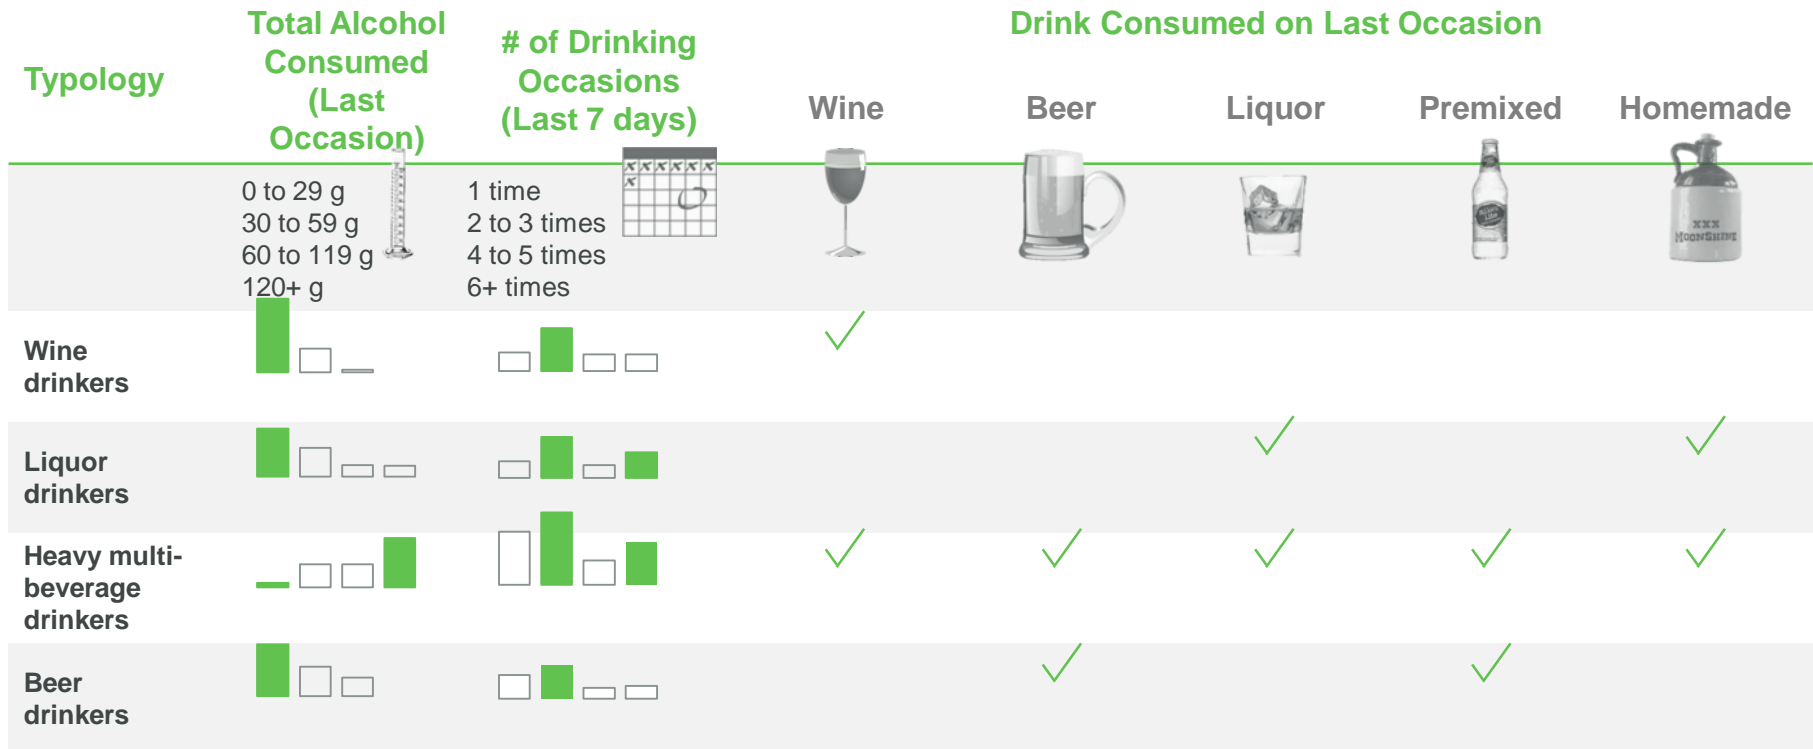 Typology
Total Alcohol
Consumed
(Last
Occasion)
# of Drinking
Occasions
(Last 7 days)
Drink Consumed on Last Occasion
Wine
Beer
Liquor
Premixed
Homemade
0 to 29 g
30 to 59 g
60 to 119 g
120+ g
1 time
2 to 3 times
4 to 5 times
6+ times
XXX
MOONSHINE
Wine
drinkers
Liquor
drinkers
Heavy multi-
beverage
drinkers
Beer
drinkers